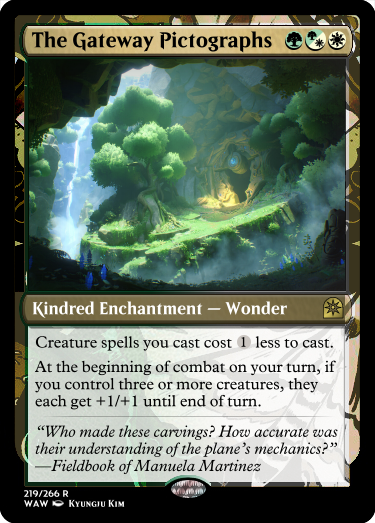 The Gateway Pictographs
Kindred Enchantment — Wonder
Creature spells you cast cost 1 less to cast.
At the beginning of combat on your turn, if
you control three or more creatures, they
each get +1/+1 until end of turn.
“Who made these carvings? How accurate was
their understanding of the plane’s mechanics?”
—Fieldbook of Manuela Martinez
219/266 R
WAW Kyungju Kim